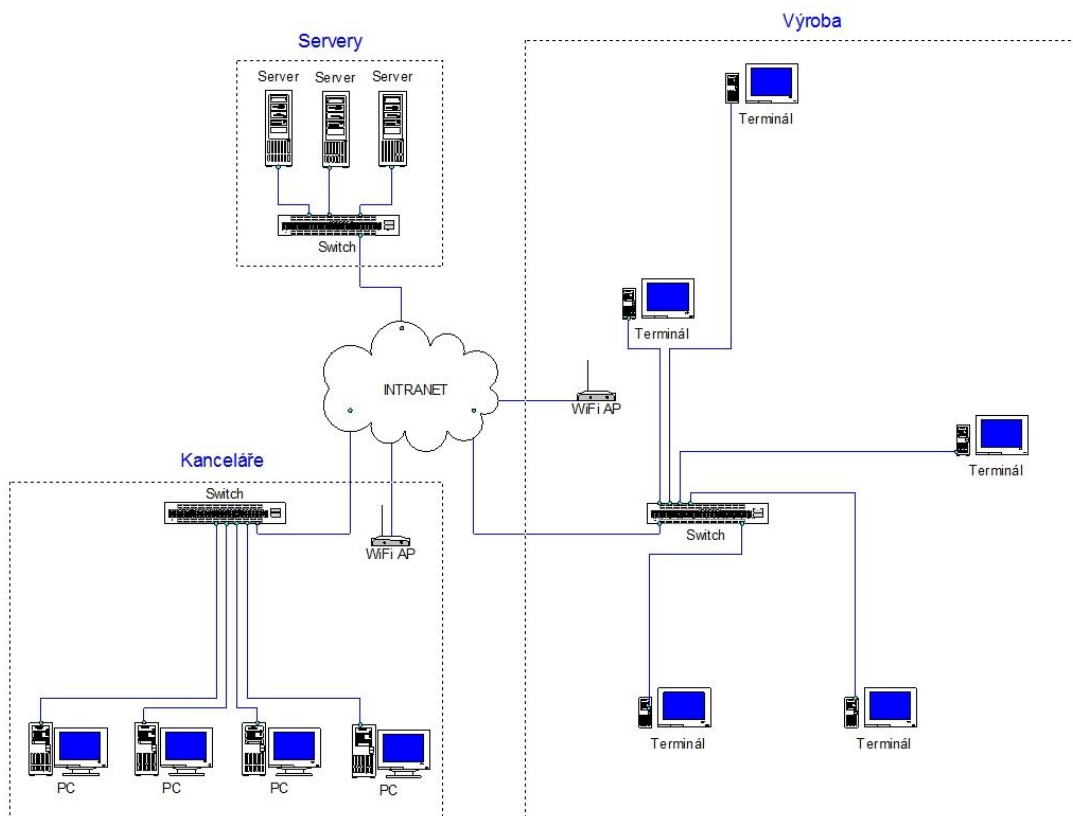 Výroba
Servery
Server Server Server
Switch
Terminál
Terminál
INTRANET
WiFi AP
Terminál
Kanceláře
Switch
WiFi AP
Switch
Terminál
Terminál
PC
PC
PC
PC